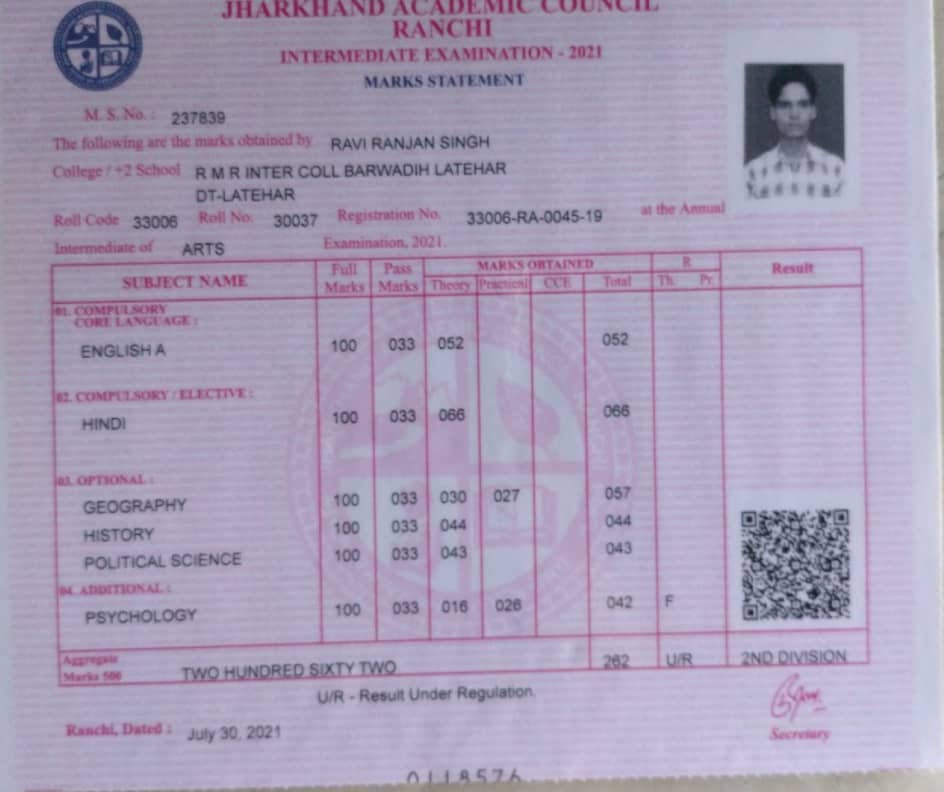 JHARKHAND ACADEMIC COUNCIL
RANCHI
INTERMEDIATE EXAMINATION - 2021
MARKS STATEMENT
M. S. No. : 237839
The following are the marks obtained by RAVI RANJAN SINGH
College / +2 School R M R INTER COLL BARWADIH LATEHAR
DT-LATEHAR
Roll Code 33006 Roll No. 30037 Registration No. 33006-RA-0045-19 at the Annual
Intermediate of ARTS Examination, 2021.
SUBJECT NAME Full Marks Pass Marks MARKS OBTAINED R Result
Theory Practical CCE Total Th. Pr.
01. COMPULSORY
CORE LANGUAGE :
ENGLISH A 100 033 052 052
02. COMPULSORY / ELECTIVE :
HINDI 100 033 066 066
03. OPTIONAL :
GEOGRAPHY 100 033 030 027 057
HISTORY 100 033 044 044
POLITICAL SCIENCE 100 033 043 043
04. ADDITIONAL :
PSYCHOLOGY 100 033 016 026 042 F
Aggregate
Marks 500 TWO HUNDRED SIXTY TWO 262 U/R 2ND DIVISION
U/R - Result Under Regulation.
Ranchi, Dated : July 30, 2021
Secretary
0118576